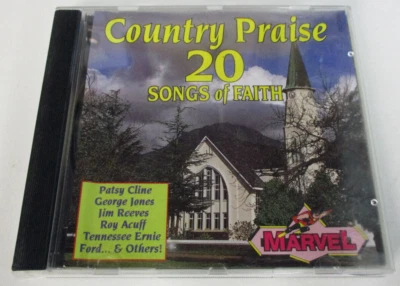 Country Praise
20
SONGS of FAITH
Patsy Cline
George Jones
Jim Reeves
Roy Acuff
Tennessee Ernie
Ford... & Others!
MARVEL